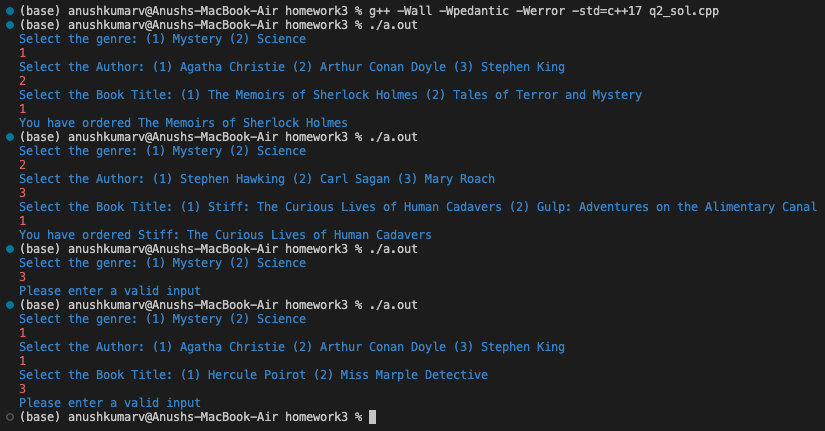 (base) anushkumarv@Anushs-MacBook-Air homework3 % g++ -Wall -Wpedantic -Werror -std=c++17 q2_sol.cpp
(base) anushkumarv@Anushs-MacBook-Air homework3 % ./a.out
Select the genre: (1) Mystery (2) Science
1
Select the Author: (1) Agatha Christie (2) Arthur Conan Doyle (3) Stephen King
2
Select the Book Title: (1) The Memoirs of Sherlock Holmes (2) Tales of Terror and Mystery
1
You have ordered The Memoirs of Sherlock Holmes
(base) anushkumarv@Anushs-MacBook-Air homework3 % ./a.out
Select the genre: (1) Mystery (2) Science
2
Select the Author: (1) Stephen Hawking (2) Carl Sagan (3) Mary Roach
3
Select the Book Title: (1) Stiff: The Curious Lives of Human Cadavers (2) Gulp: Adventures on the Alimentary Canal
1
You have ordered Stiff: The Curious Lives of Human Cadavers
(base) anushkumarv@Anushs-MacBook-Air homework3 % ./a.out
Select the genre: (1) Mystery (2) Science
3
Please enter a valid input
(base) anushkumarv@Anushs-MacBook-Air homework3 % ./a.out
Select the genre: (1) Mystery (2) Science
1
Select the Author: (1) Agatha Christie (2) Arthur Conan Doyle (3) Stephen King
1
Select the Book Title: (1) Hercule Poirot (2) Miss Marple Detective
3
Please enter a valid input
(base) anushkumarv@Anushs-MacBook-Air homework3 %